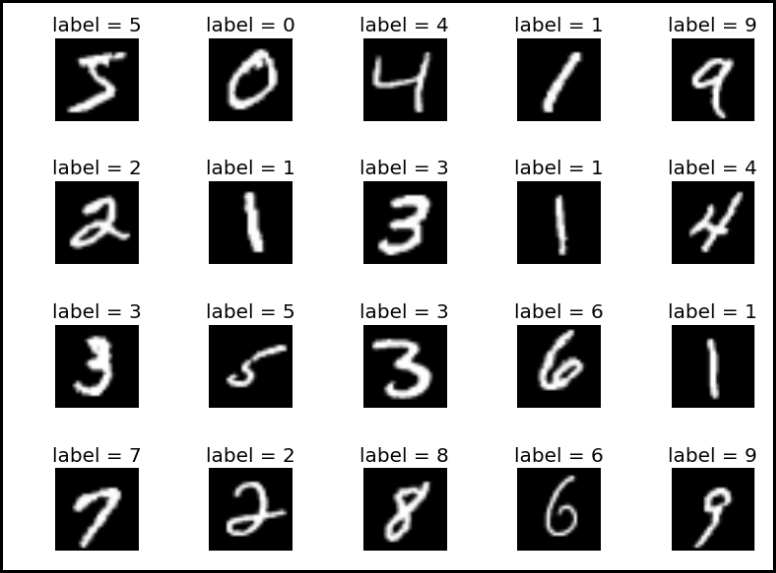 label = 5 label = 0 label = 4 label = 1 label = 9
5 0 4 1 9
label = 2 label = 1 label = 3 label = 1 label = 4
2 1 3 1 4
label = 3 label = 5 label = 3 label = 6 label = 1
3 5 3 6 1
label = 7 label = 2 label = 8 label = 6 label = 9
7 2 8 6 9